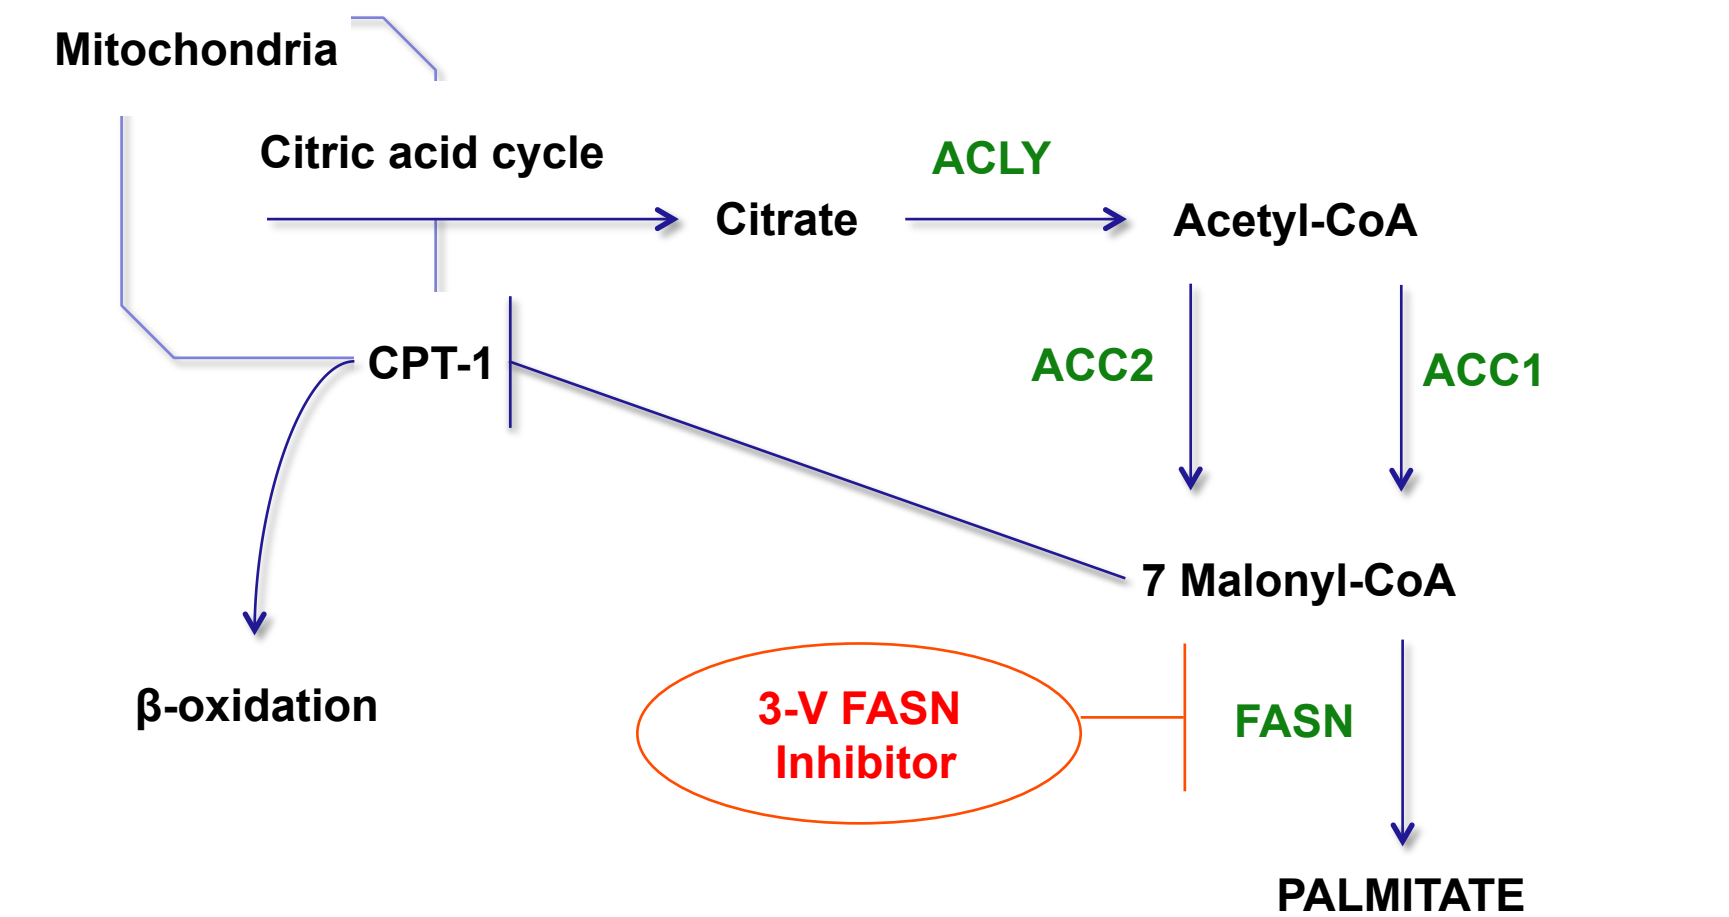 Mitochondria
Citric acid cycle
ACLY
Citrate
Acetyl-CoA
CPT-1
ACC2
ACC1
7 Malonyl-CoA
β-oxidation
3-V FASN
Inhibitor
FASN
PALMITATE